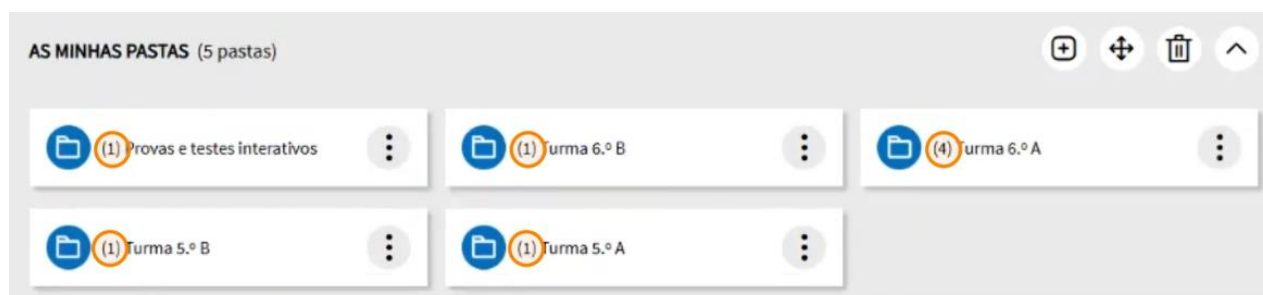 AS MINHAS PASTAS (5 pastas)
(1) Provas e testes interativos
(1) Turma 6.º B
(4) Turma 6.º A
(1) Turma 5.º B
(1) Turma 5.º A